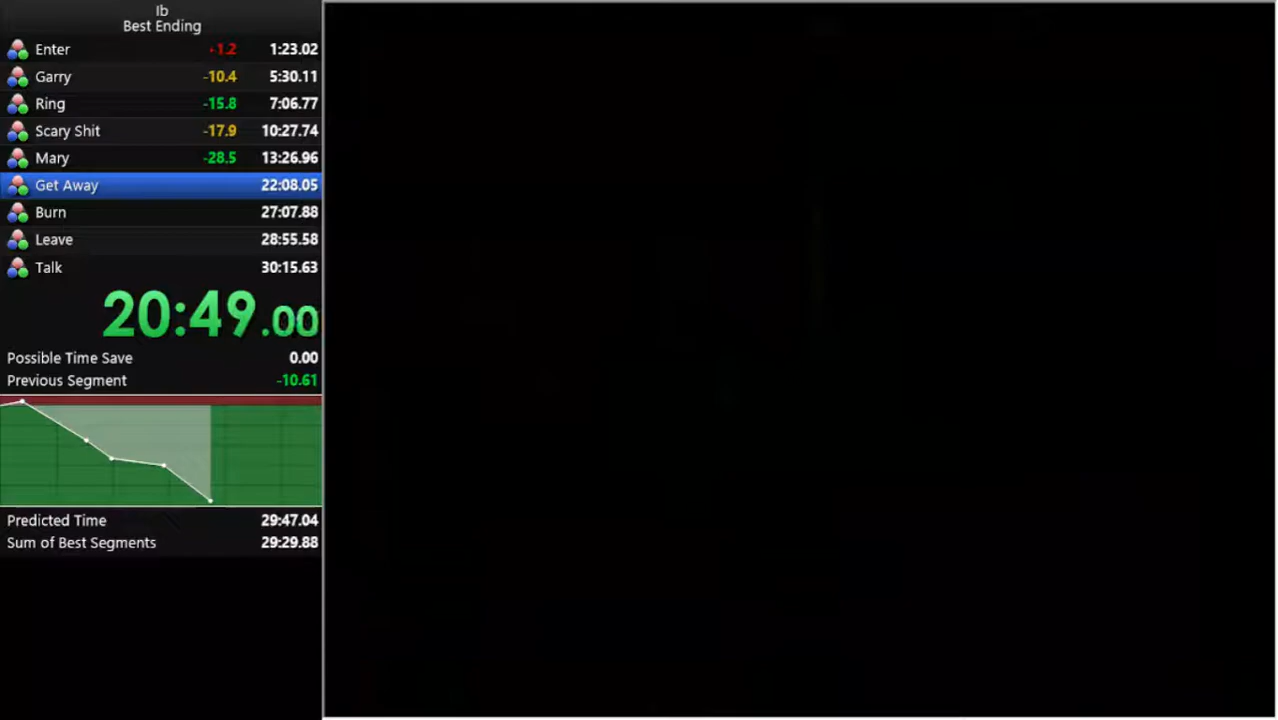 Ib
Best Ending
Enter +1.2 1:23.02
Garry -10.4 5:30.11
Ring -15.8 7:06.77
Scary Shit -17.9 10:27.74
Mary -28.5 13:26.96
Get Away 22:08.05
Burn 27:07.88
Leave 28:55.58
Talk 30:15.63
20:49.00
Possible Time Save 0.00
Previous Segment -10.61
Predicted Time 29:47.04
Sum of Best Segments 29:29.88